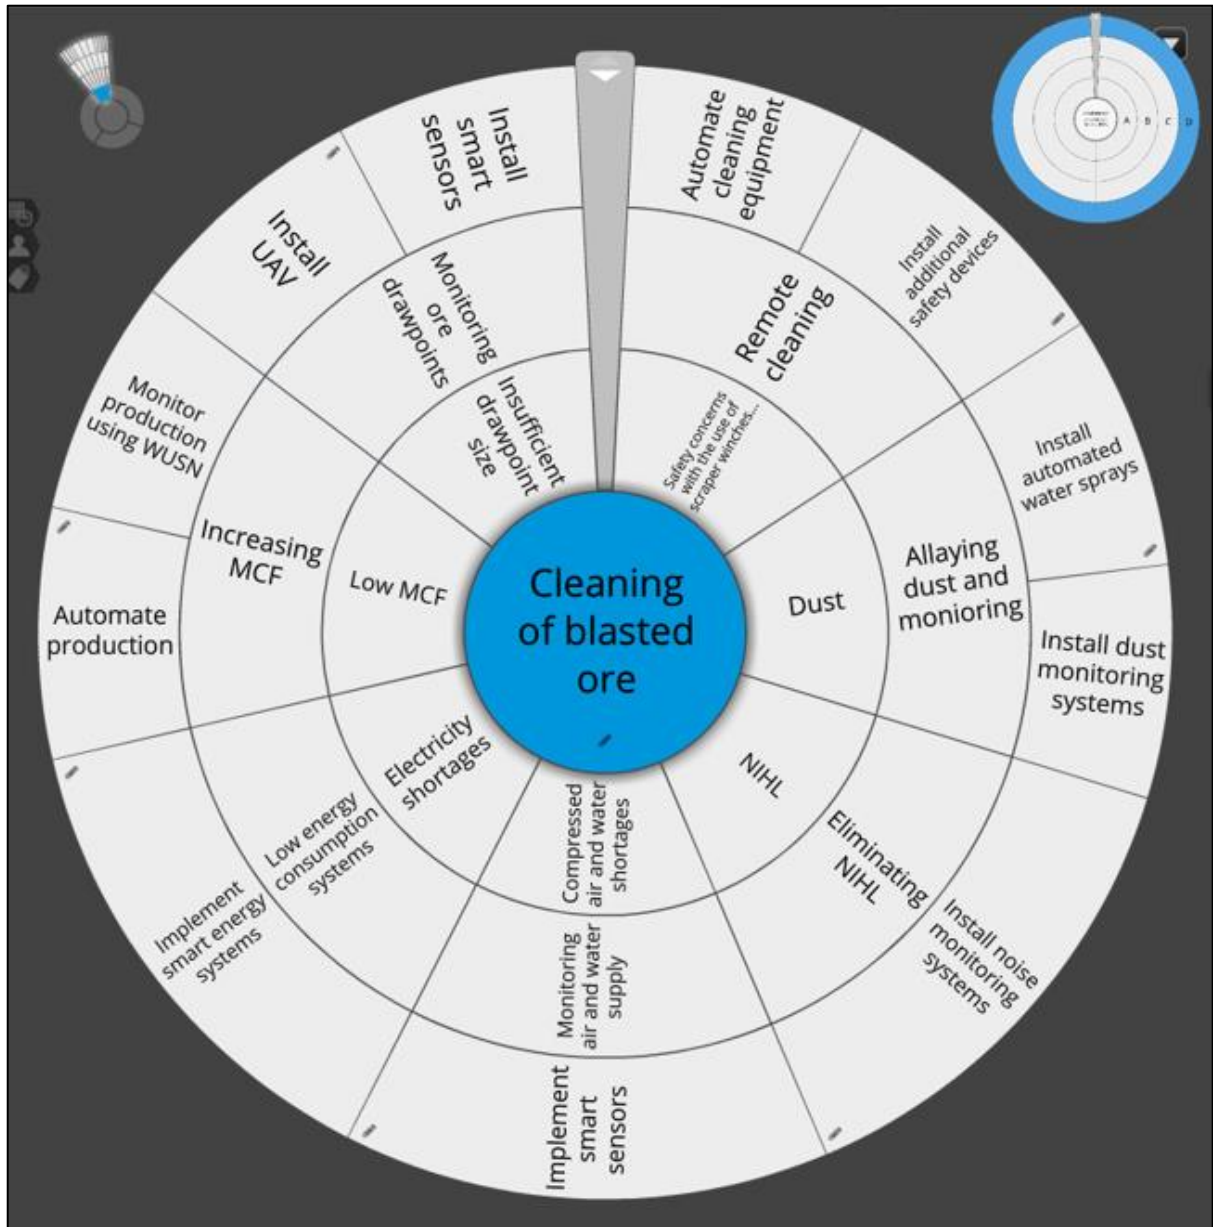 Cleaning
of blasted
ore
Safety concerns
with the use of
scraper winches...
Remote
cleaning
Automate
cleaning
equipment
Install
additional
safety devices
Dust
Allaying
dust and
monioring
Install
automated
water sprays
Install dust
monitoring
systems
NIHL
Eliminating
NIHL
Install noise
monitoring
systems
Compressed
air and water
shortages
Monitoring
air and water
supply
Implement
smart
sensors
Electricity
shortages
Low energy
consumption
systems
Implement
smart energy
systems
Low MCF
Increasing
MCF
Automate
production
Monitor
production
using WUSN
Insufficient
drawpoint
size
Monitoring
ore
drawpoints
Install
UAV
Install
smart
sensors
A B C D